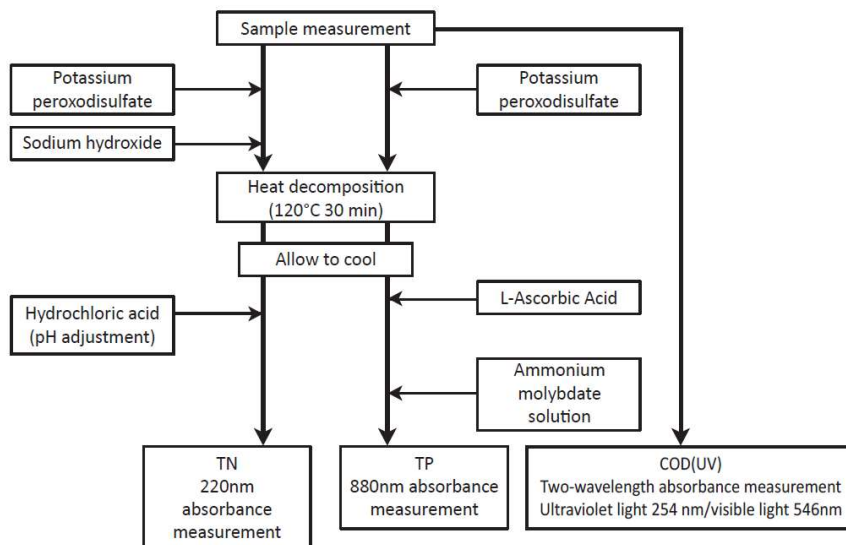 Sample measurement
Potassium
peroxodisulfate
Potassium
peroxodisulfate
Sodium hydroxide
Heat decomposition
(120°C 30 min)
Allow to cool
L-Ascorbic Acid
Hydrochloric acid
(pH adjustment)
Ammonium
molybdate
solution
TN
220nm
absorbance
measurement
TP
880nm absorbance
measurement
COD(UV)
Two-wavelength absorbance measurement
Ultraviolet light 254 nm/visible light 546nm